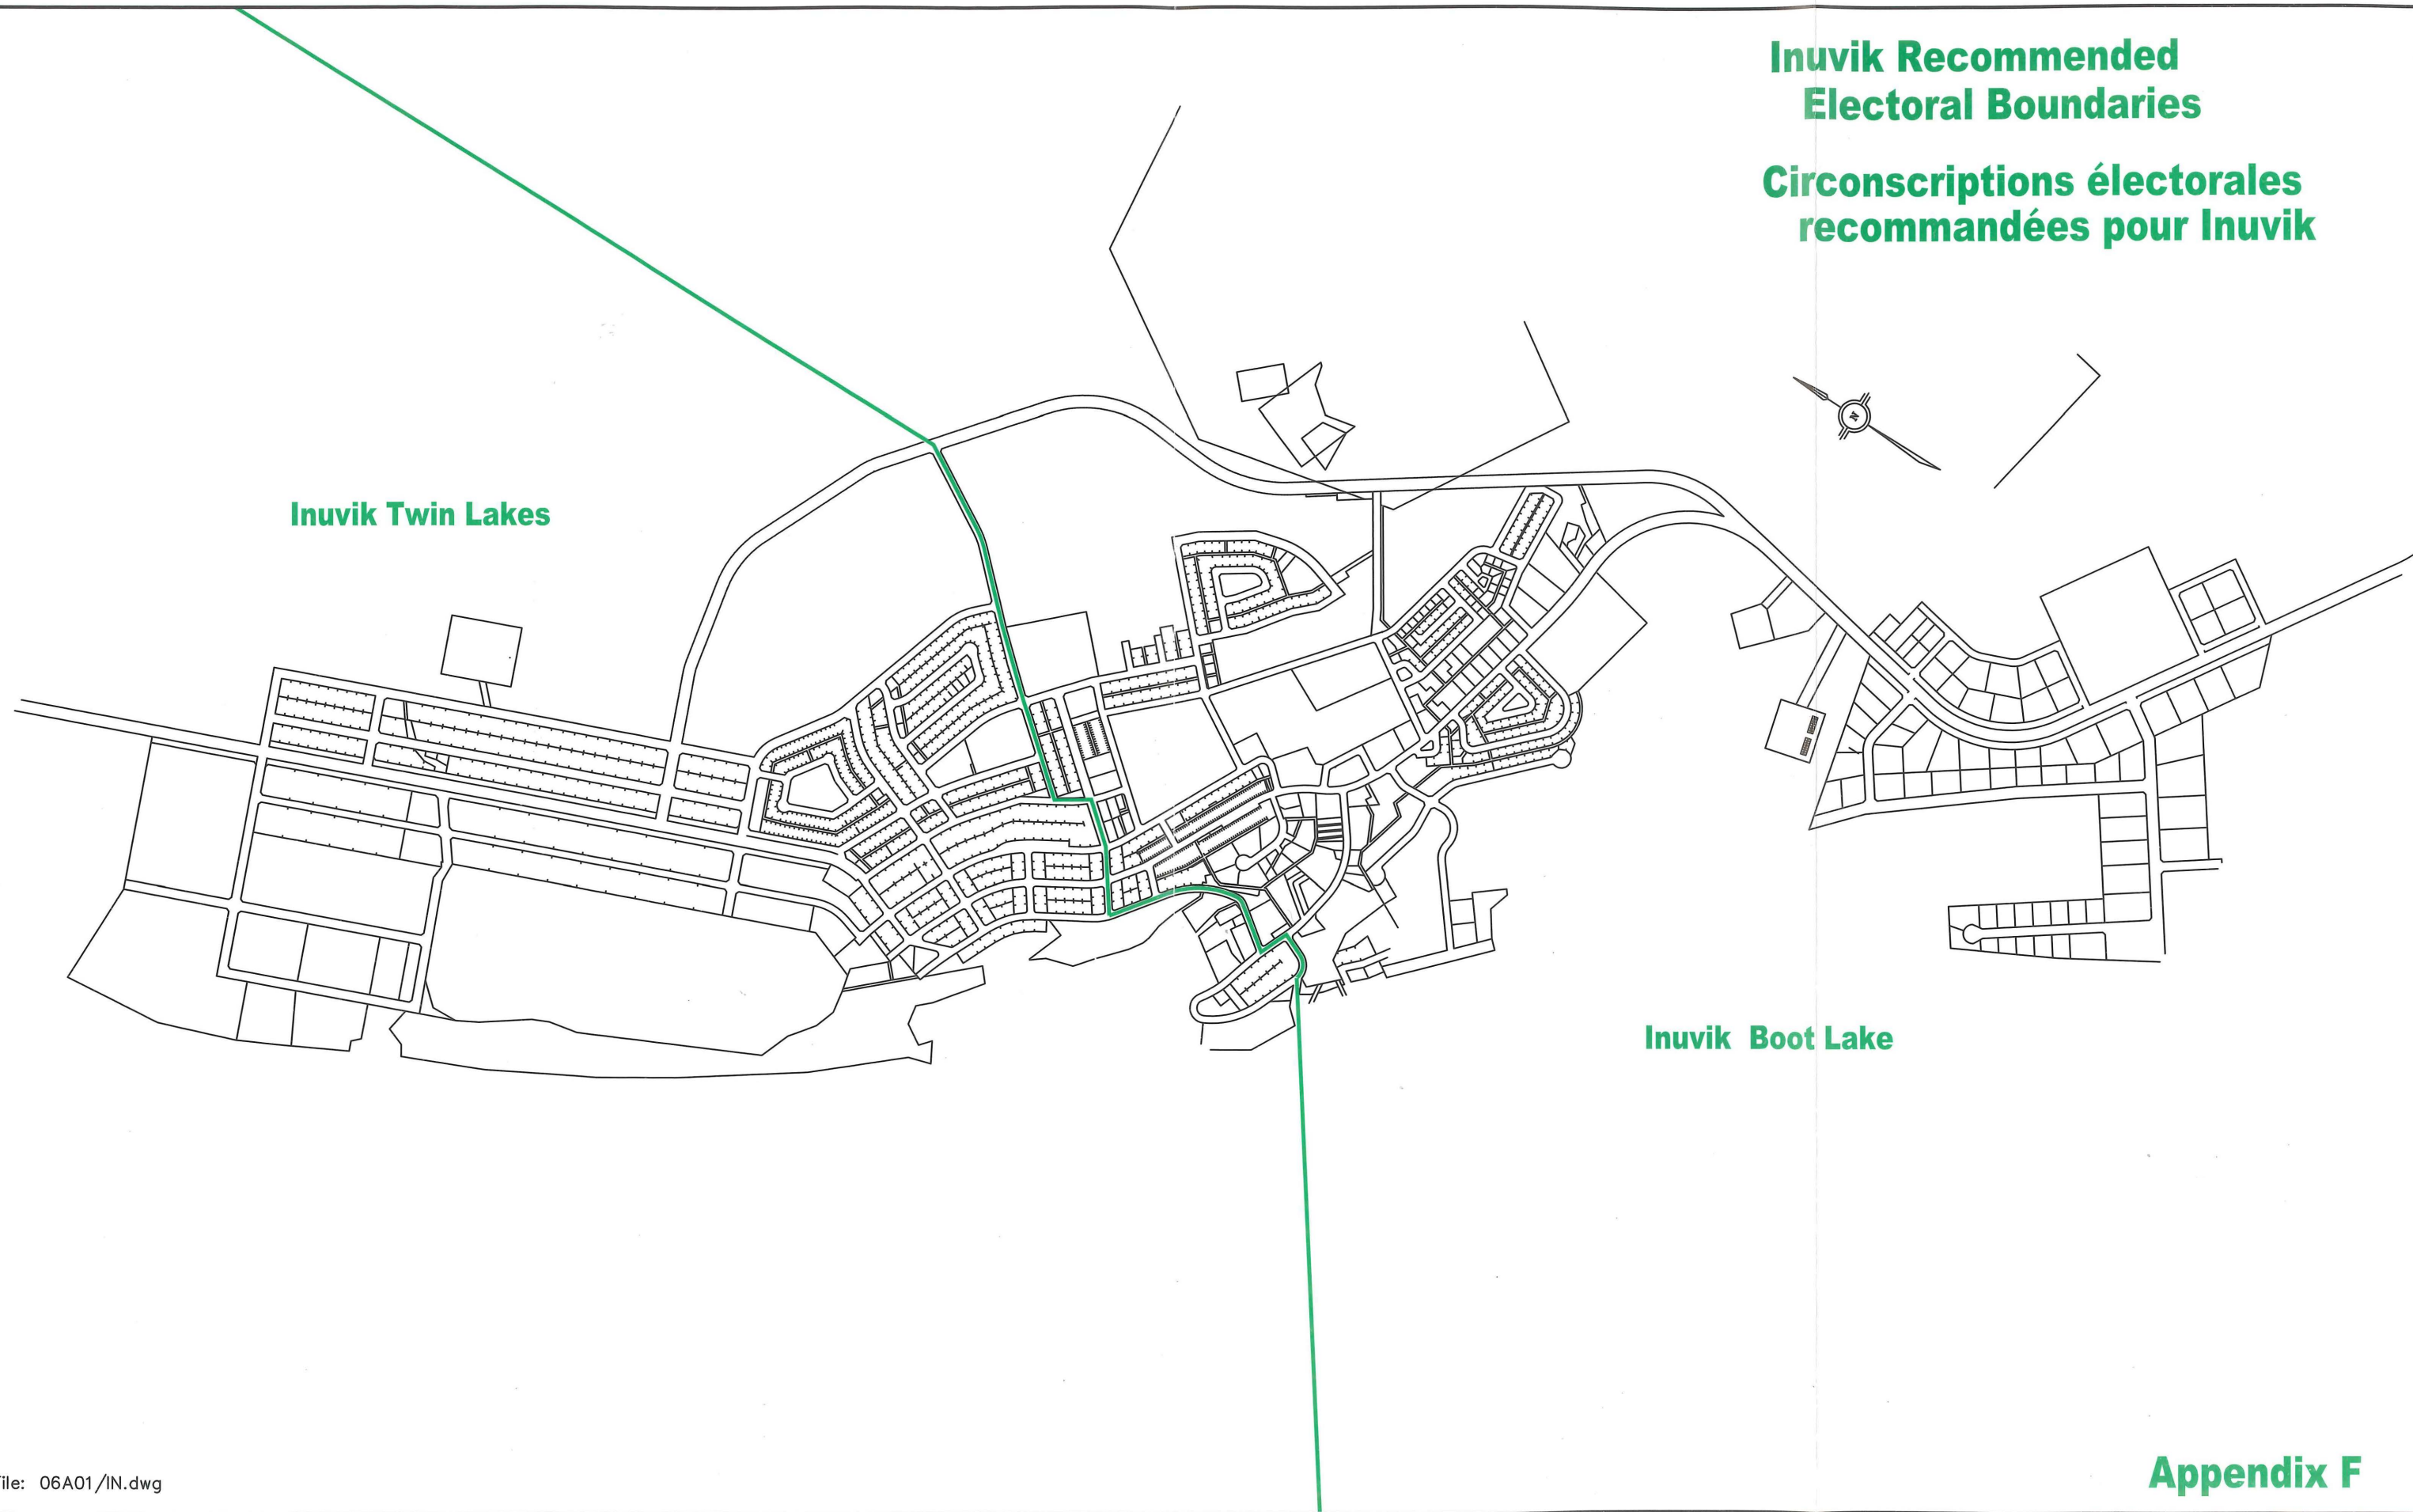 Inuvik Recommended
Electoral Boundaries
Circonscriptions électorales
recommandées pour Inuvik
N
Inuvik Twin Lakes
Inuvik Boot Lake
ile: 06A01/IN.dwg
Appendix F